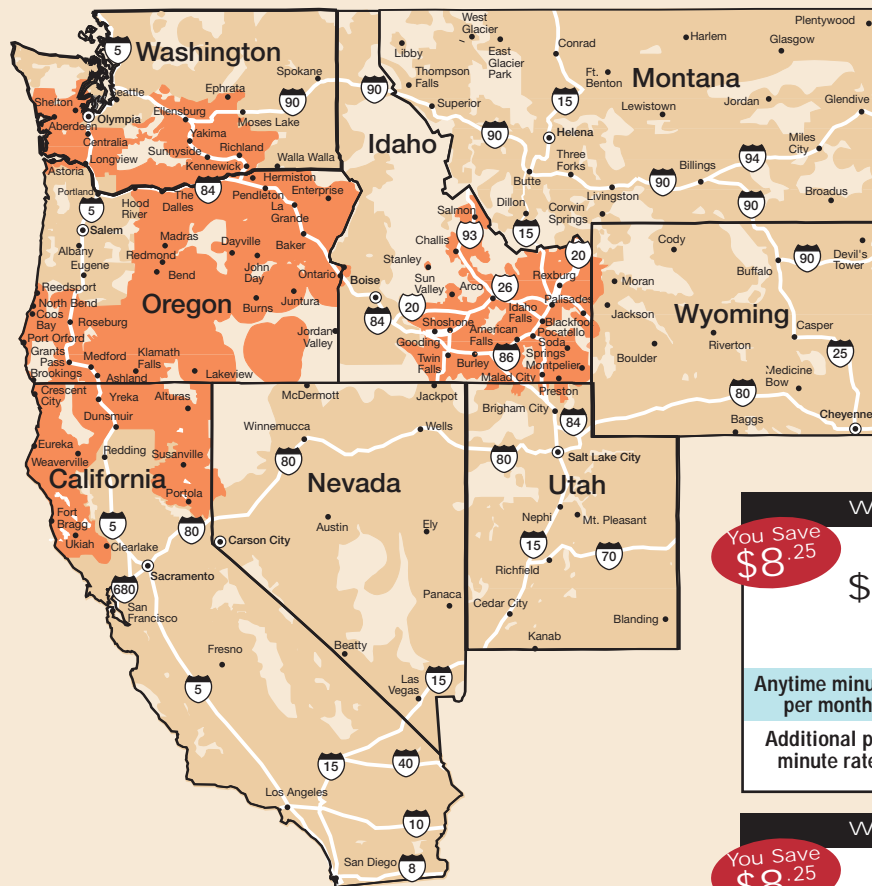 Washington
5
Seattle
Spokane
Ephrata
90
Shelton
Olympia
Ellensburg
Moses Lake
Aberdeen
Yakima
Centralia
Sunnyside
Richland
Longview
Kennewick
Walla Walla
Astoria
Portland
Hood
River
The
Dalles
84
Hermiston
Pendleton
Enterprise
La
Grande
5
Salem
Madras
Dayville
Baker
Albany
Redmond
John
Day
Ontario
Eugene
Bend
Reedsport
North Bend
Coos
Bay
Oregon
Burns
Juntura
Roseburg
Port Orford
Jordan
Valley
Grants
Pass
Medford
Klamath
Falls
Brookings
Ashland
Lakeview
Idaho
90
Salmon
93
Challis
Stanley
Sun
Valley
Arco
Boise
20
84
26
Rexburg
20
Palisades
Idaho
Falls
Shoshone
American
Falls
Blackfoot
Pocatello
Gooding
Soda
Springs
86
Twin
Falls
Burley
Montpelier
Malad City
Preston
Montana
West
Glacier
Libby
East
Glacier
Park
Conrad
Harlem
Plentywood
Glasgow
Thompson
Falls
Ft.
Benton
Superior
15
Lewistown
Jordan
Glendive
90
Helena
Miles
City
Three
Forks
Billings
94
Butte
90
Livingston
Broadus
Dillon
Corwin
Springs
90
15
Wyoming
Cody
Buffalo
90
Devil's
Tower
Moran
Jackson
Riverton
Casper
Boulder
25
Medicine
Bow
80
Baggs
Cheyenne
California
Crescent
City
Yreka
Alturas
Dunsmuir
Eureka
Redding
Susanville
Weaverville
Portola
Fort
Bragg
5
80
Ukiah
Clearlake
Sacramento
680
San
Francisco
Fresno
5
15
40
Los Angeles
10
San Diego
8
Nevada
McDermott
Jackpot
Winnemucca
Wells
80
Austin
Ely
Carson City
Panaca
Beatty
Las
Vegas
15
Utah
Brigham City
84
80
Salt Lake City
Nephi
Mt. Pleasant
15
70
Richfield
Cedar City
Blanding
Kanab
W
You Save
$8.25
$
Anytime minu
per month
Additional p
minute rate
W
You Save
$8.25